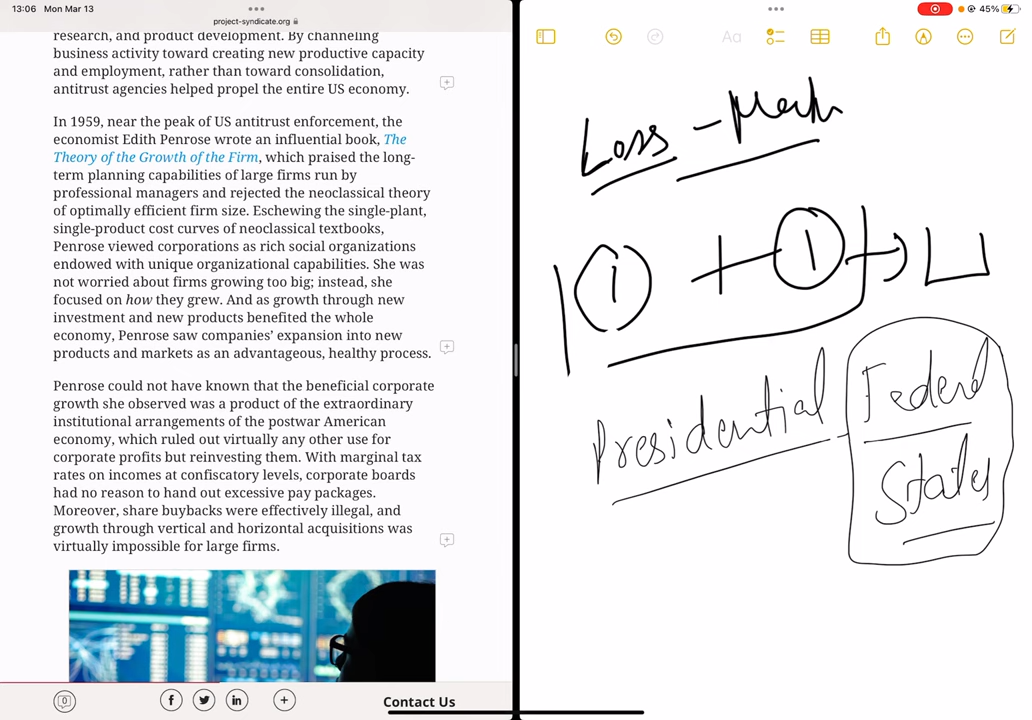 13:06 Mon Mar 13
project-syndicate.org
45%
research, and product development. By channeling
business activity toward creating new productive capacity
and employment, rather than toward consolidation,
antitrust agencies helped propel the entire US economy.
In 1959, near the peak of US antitrust enforcement, the
economist Edith Penrose wrote an influential book, The
Theory of the Growth of the Firm, which praised the long-
term planning capabilities of large firms run by
professional managers and rejected the neoclassical theory
of optimally efficient firm size. Eschewing the single-plant,
single-product cost curves of neoclassical textbooks,
Penrose viewed corporations as rich social organizations
endowed with unique organizational capabilities. She was
not worried about firms growing too big; instead, she
focused on how they grew. And as growth through new
investment and new products benefited the whole
economy, Penrose saw companies' expansion into new
products and markets as an advantageous, healthy process.
Penrose could not have known that the beneficial corporate
growth she observed was a product of the extraordinary
institutional arrangements of the postwar American
economy, which ruled out virtually any other use for
corporate profits but reinvesting them. With marginal tax
rates on incomes at confiscatory levels, corporate boards
had no reason to hand out excessive pay packages.
Moreover, share buybacks were effectively illegal, and
growth through vertical and horizontal acquisitions was
virtually impossible for large firms.
0
Contact Us
Aa
Loss -
1 + 1 →
Presidential - Federal
States